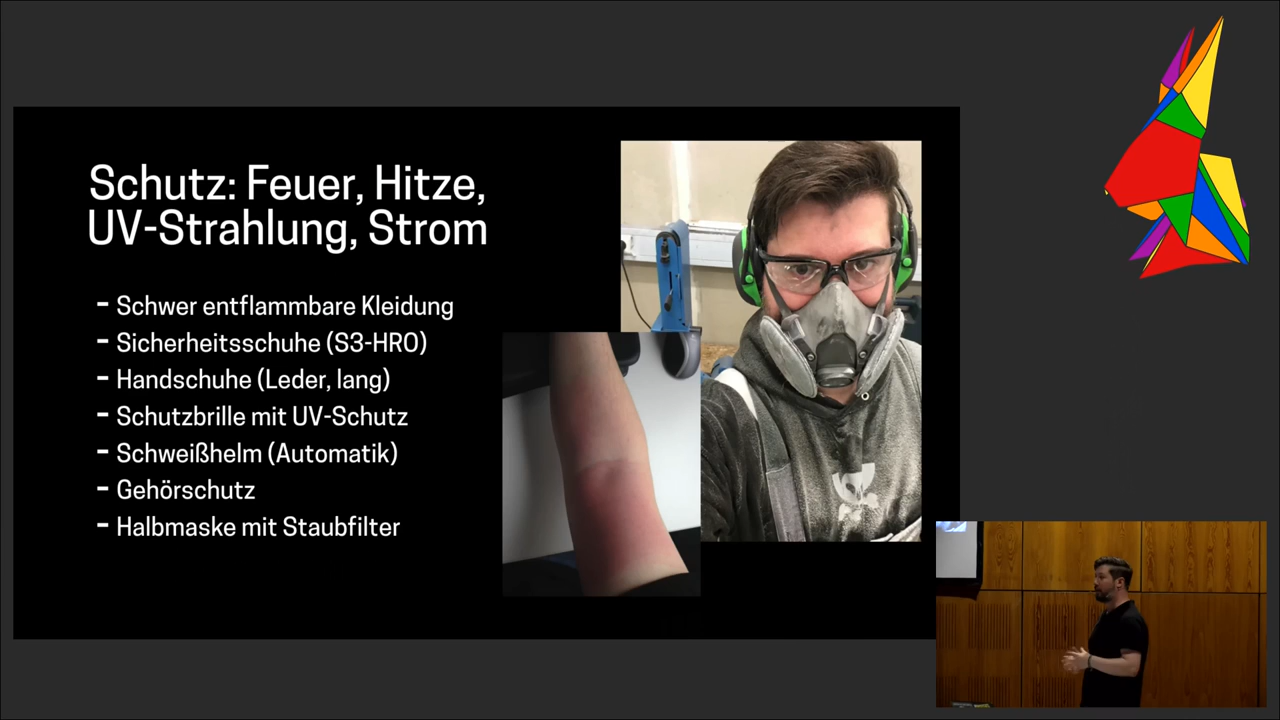 Schutz: Feuer, Hitze,
UV-Strahlung, Strom
- Schwer entflammbare Kleidung
- Sicherheitsschuhe (S3-HRO)
- Handschuhe (Leder, lang)
- Schutzbrille mit UV-Schutz
- Schweißhelm (Automatik)
- Gehörschutz
- Halbmaske mit Staubfilter